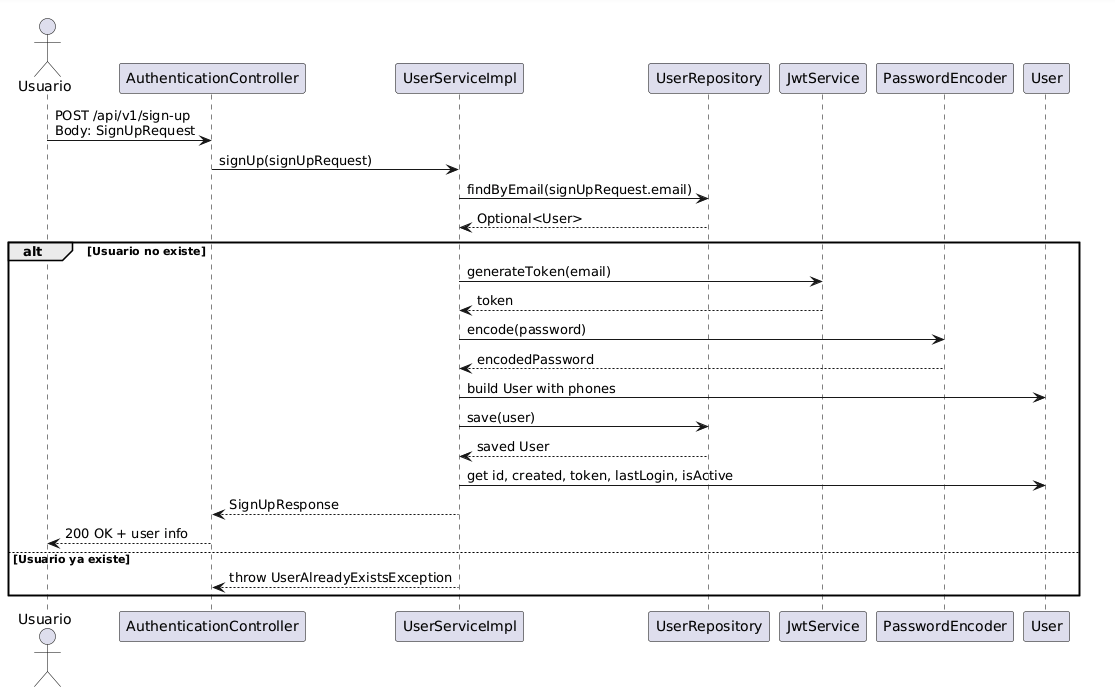 Usuario
AuthenticationController
UserServiceImpl
UserRepository
JwtService
PasswordEncoder
User
POST /api/v1/sign-up
Body: SignUpRequest
signUp(signUpRequest)
findByEmail(signUpRequest.email)
Optional<User>
alt
[Usuario no existe]
generateToken(email)
token
encode(password)
encodedPassword
build User with phones
save(user)
saved User
get id, created, token, lastLogin, isActive
SignUpResponse
200 OK + user info
[Usuario ya existe]
throw UserAlreadyExistsException
Usuario
AuthenticationController
UserServiceImpl
UserRepository
JwtService
PasswordEncoder
User